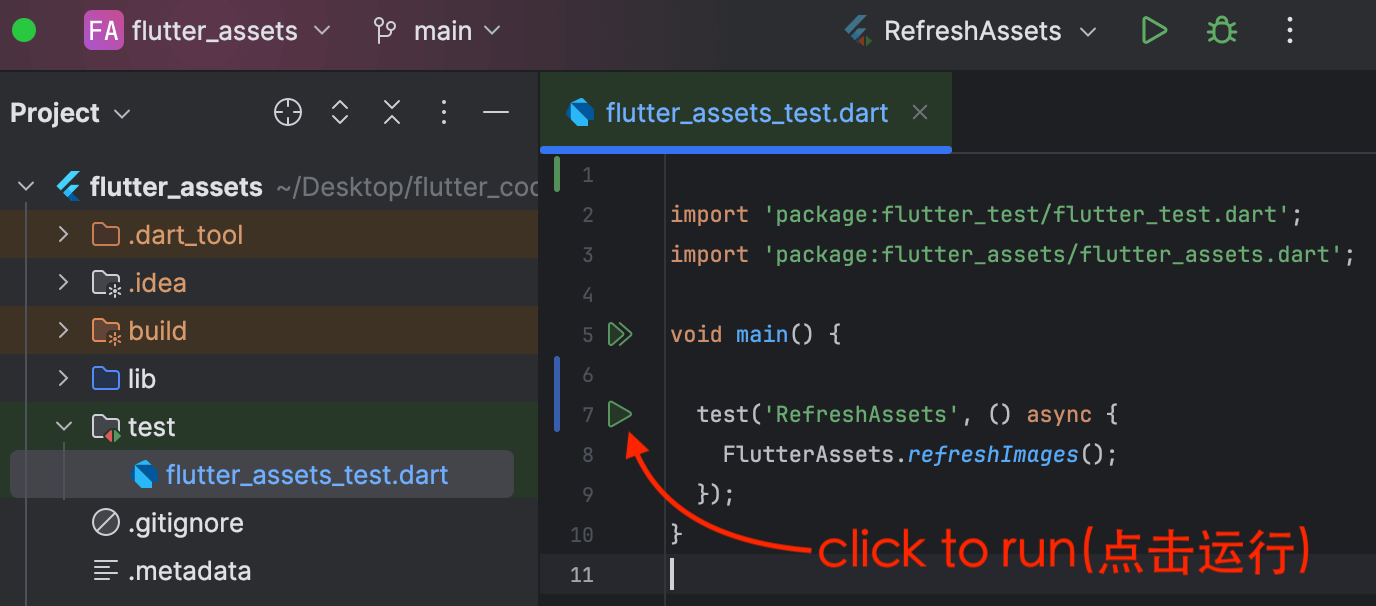 FA flutter_assets main RefreshAssets
Project
flutter_assets ~/Desktop/flutter_coc
.dart_tool
.idea
build
lib
test
flutter_assets_test.dart
.gitignore
.metadata
flutter_assets_test.dart
1
2 import 'package:flutter_test/flutter_test.dart';
3 import 'package:flutter_assets/flutter_assets.dart';
4
5 void main() {
6
7 test('RefreshAssets', () async {
8 FlutterAssets.refreshImages();
9 });
10 }
11
click to run(点击运行)